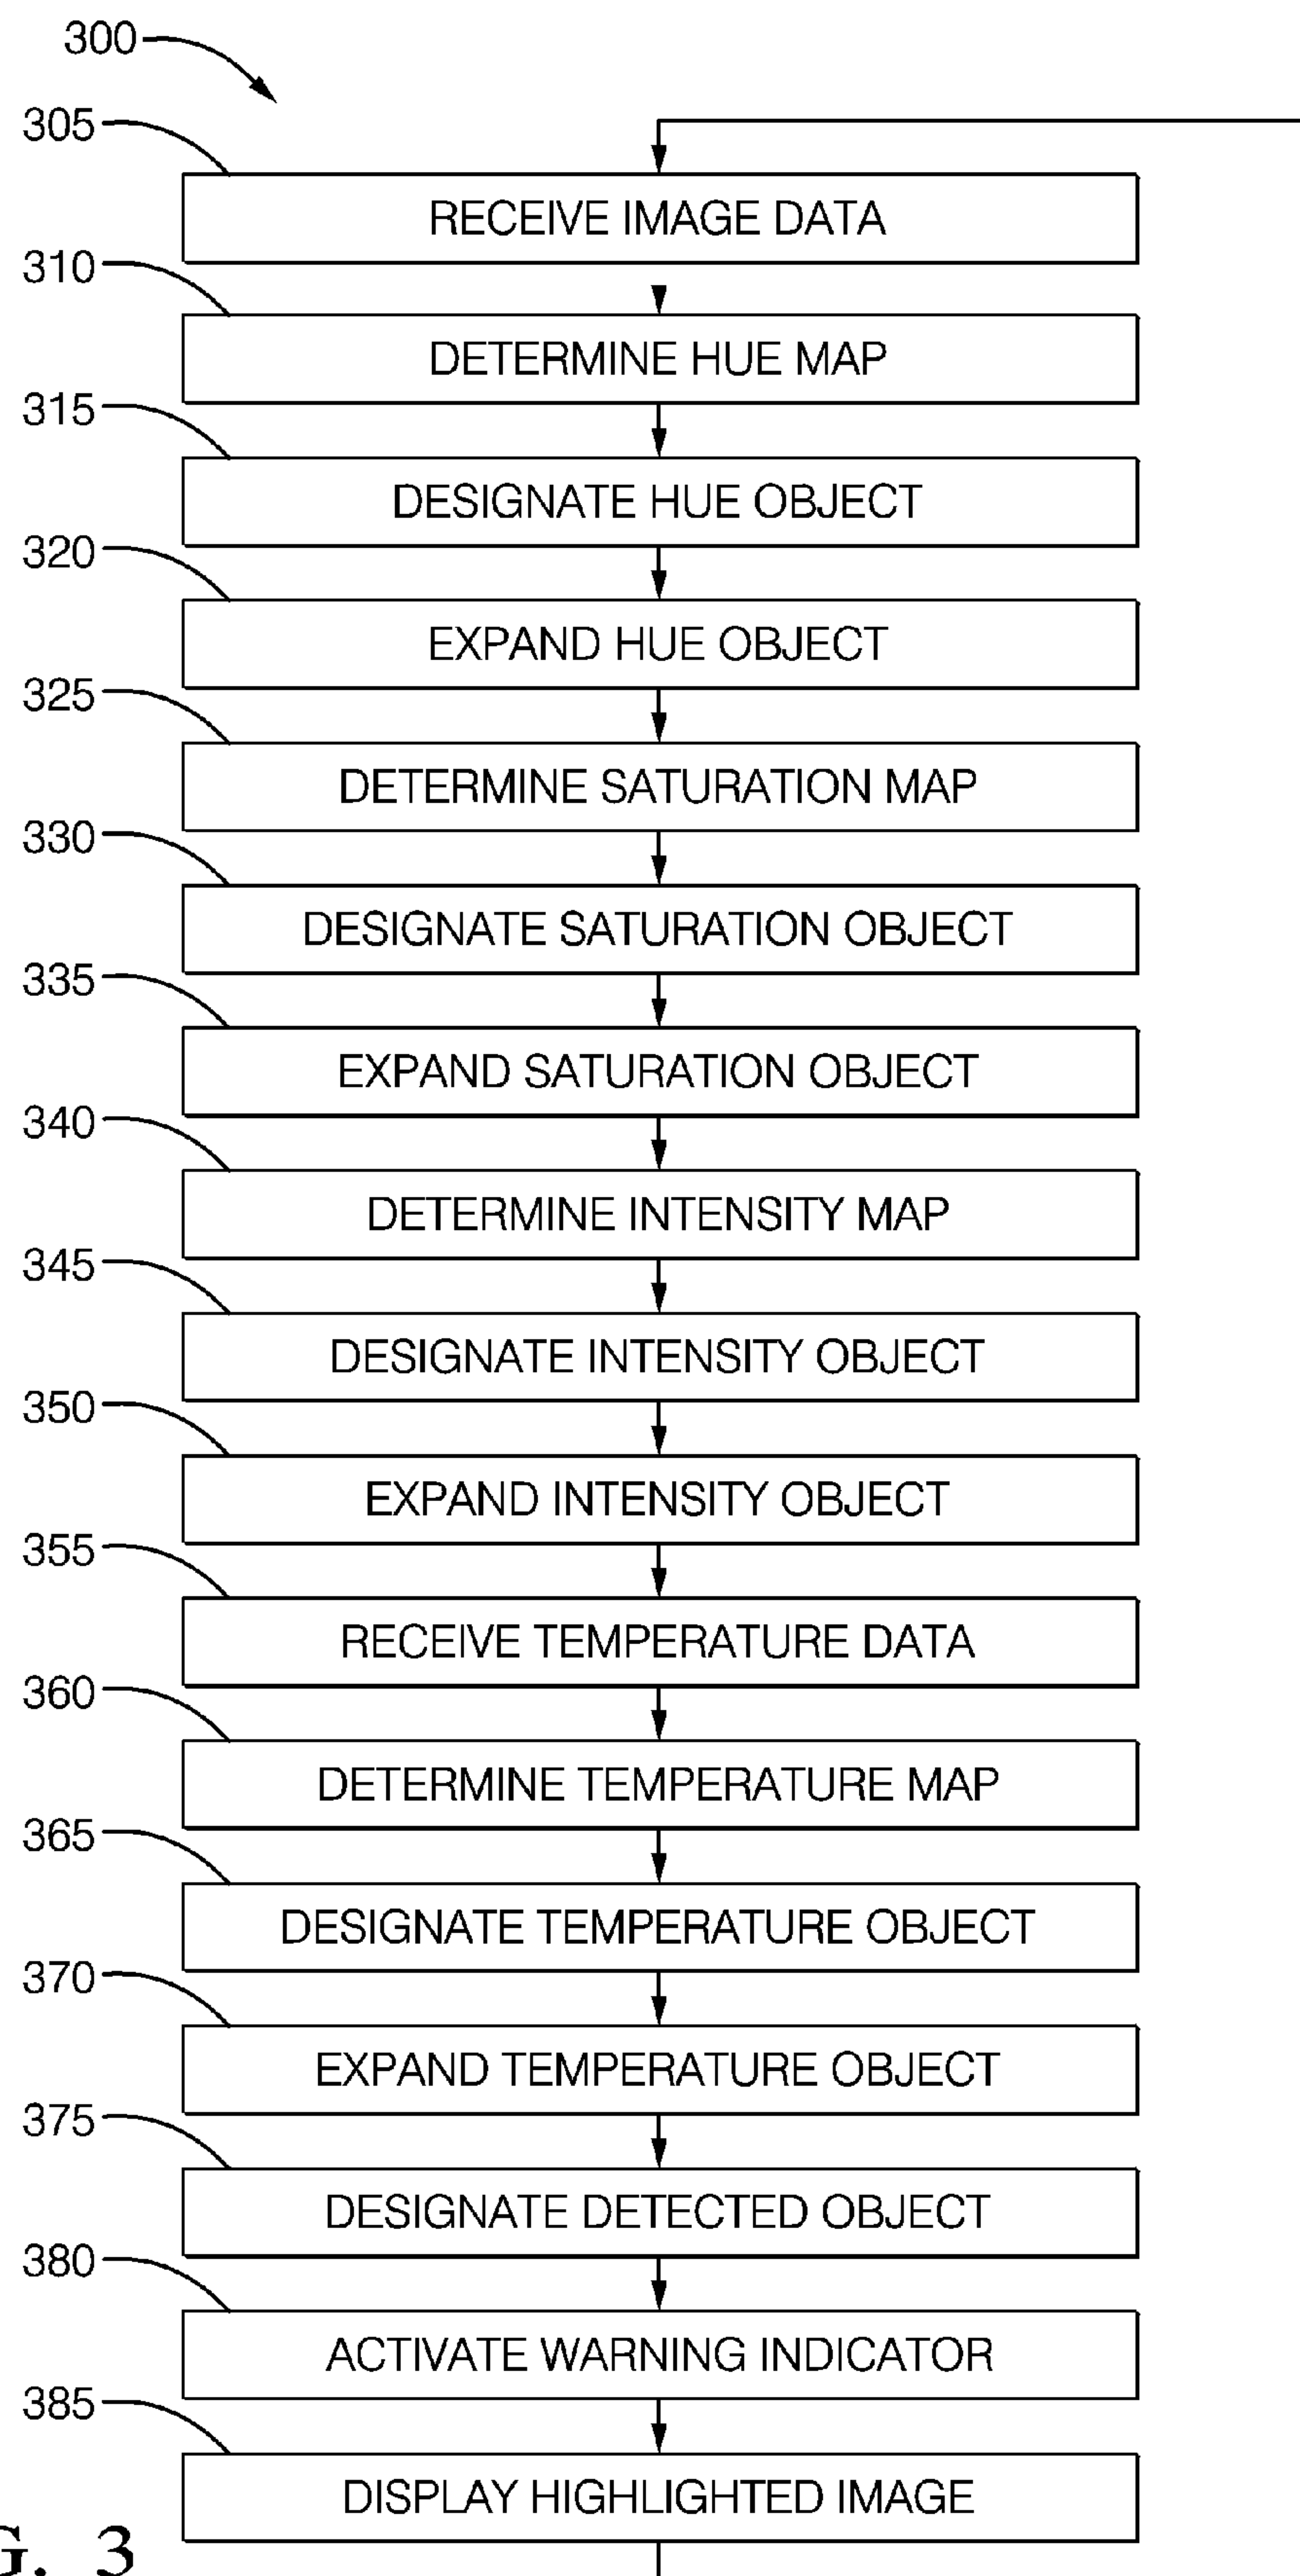 300
305
RECEIVE IMAGE DATA
310
DETERMINE HUE MAP
315
DESIGNATE HUE OBJECT
320
EXPAND HUE OBJECT
325
DETERMINE SATURATION MAP
330
DESIGNATE SATURATION OBJECT
335
EXPAND SATURATION OBJECT
340
DETERMINE INTENSITY MAP
345
DESIGNATE INTENSITY OBJECT
350
EXPAND INTENSITY OBJECT
355
RECEIVE TEMPERATURE DATA
360
DETERMINE TEMPERATURE MAP
365
DESIGNATE TEMPERATURE OBJECT
370
EXPAND TEMPERATURE OBJECT
375
DESIGNATE DETECTED OBJECT
380
ACTIVATE WARNING INDICATOR
385
DISPLAY HIGHLIGHTED IMAGE
G. 3